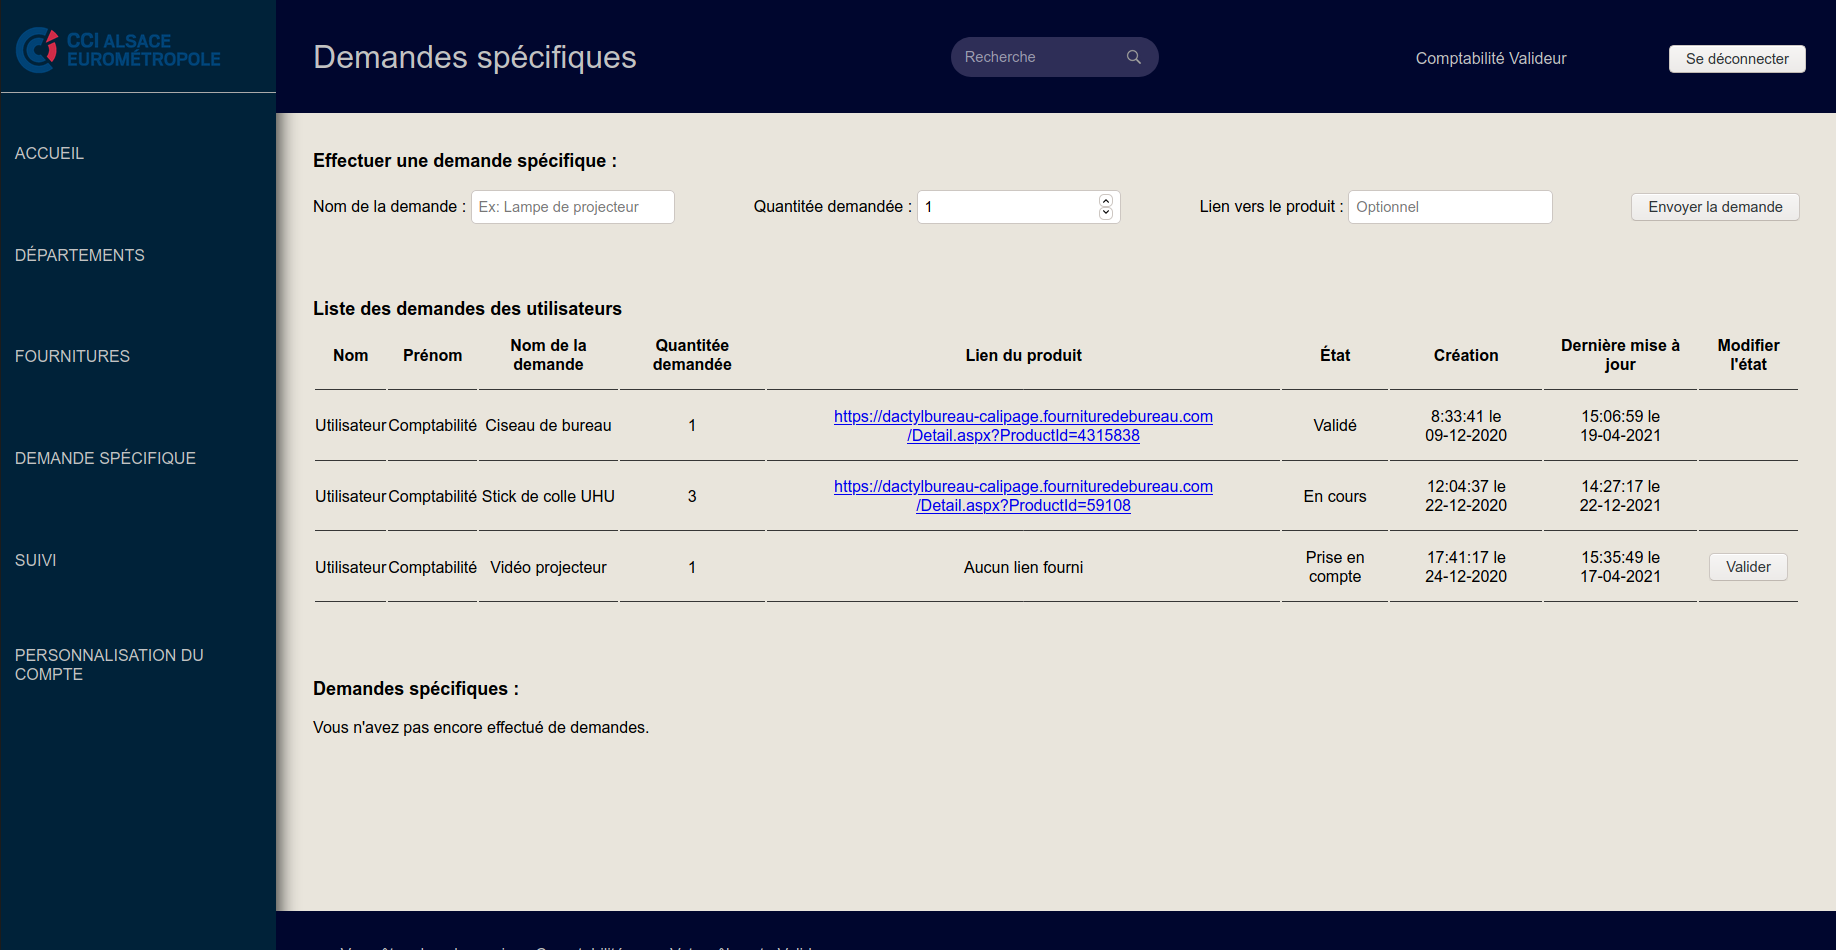 CCI ALSACE
EUROMÉTROPOLE
Demandes spécifiques
Recherche
Comptabilité Valideur
Se déconnecter
ACCUEIL
DÉPARTEMENTS
FOURNITURES
DEMANDE SPÉCIFIQUE
SUIVI
PERSONNALISATION DU
COMPTE
Effectuer une demande spécifique :
Nom de la demande : Ex: Lampe de projecteur Quantitée demandée : 1 Lien vers le produit : Optionnel Envoyer la demande
Liste des demandes des utilisateurs
Nom Prénom Nom de la demande Quantitée demandée Lien du produit État Création Dernière mise à jour Modifier l'état
Utilisateur Comptabilité Ciseau de bureau 1 https://dactylbureau-calipage.fournituredebureau.com/Detail.aspx?ProductId=4315838 Validé 8:33:41 le 09-12-2020 15:06:59 le 19-04-2021
Utilisateur Comptabilité Stick de colle UHU 3 https://dactylbureau-calipage.fournituredebureau.com/Detail.aspx?ProductId=59108 En cours 12:04:37 le 22-12-2020 14:27:17 le 22-12-2021
Utilisateur Comptabilité Vidéo projecteur 1 Aucun lien fourni Prise en compte 17:41:17 le 24-12-2020 15:35:49 le 17-04-2021 Valider
Demandes spécifiques :
Vous n'avez pas encore effectué de demandes.